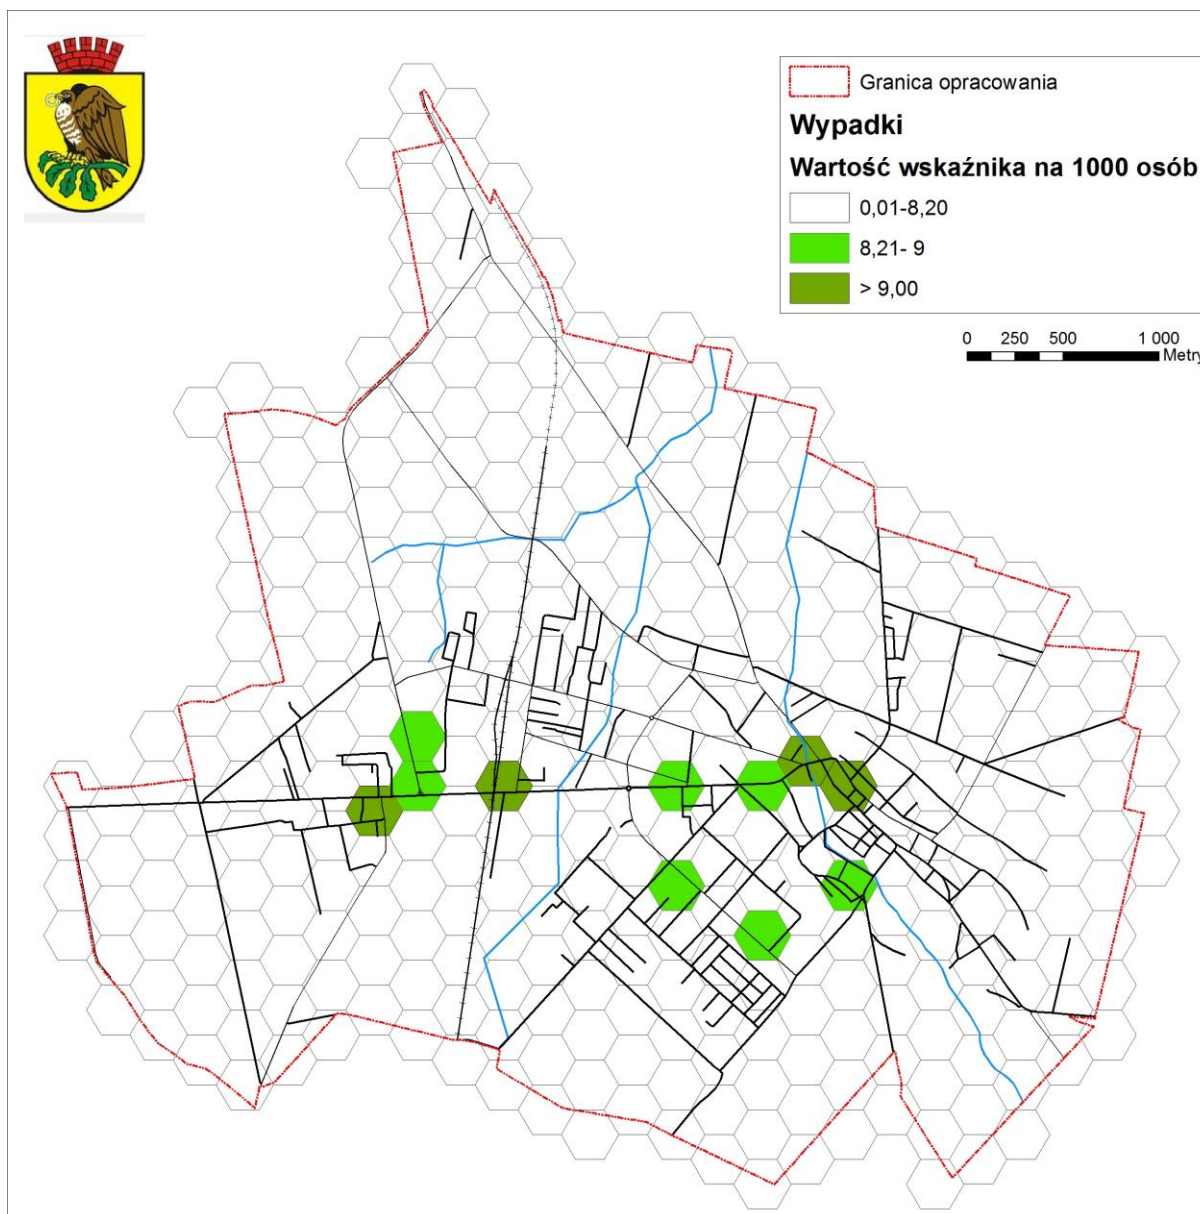 Granica opracowania
Wypadki
Wartość wskaźnika na 1000 osób
0,01-8,20
8,21- 9
> 9,00
0 250 500 1 000
Metry